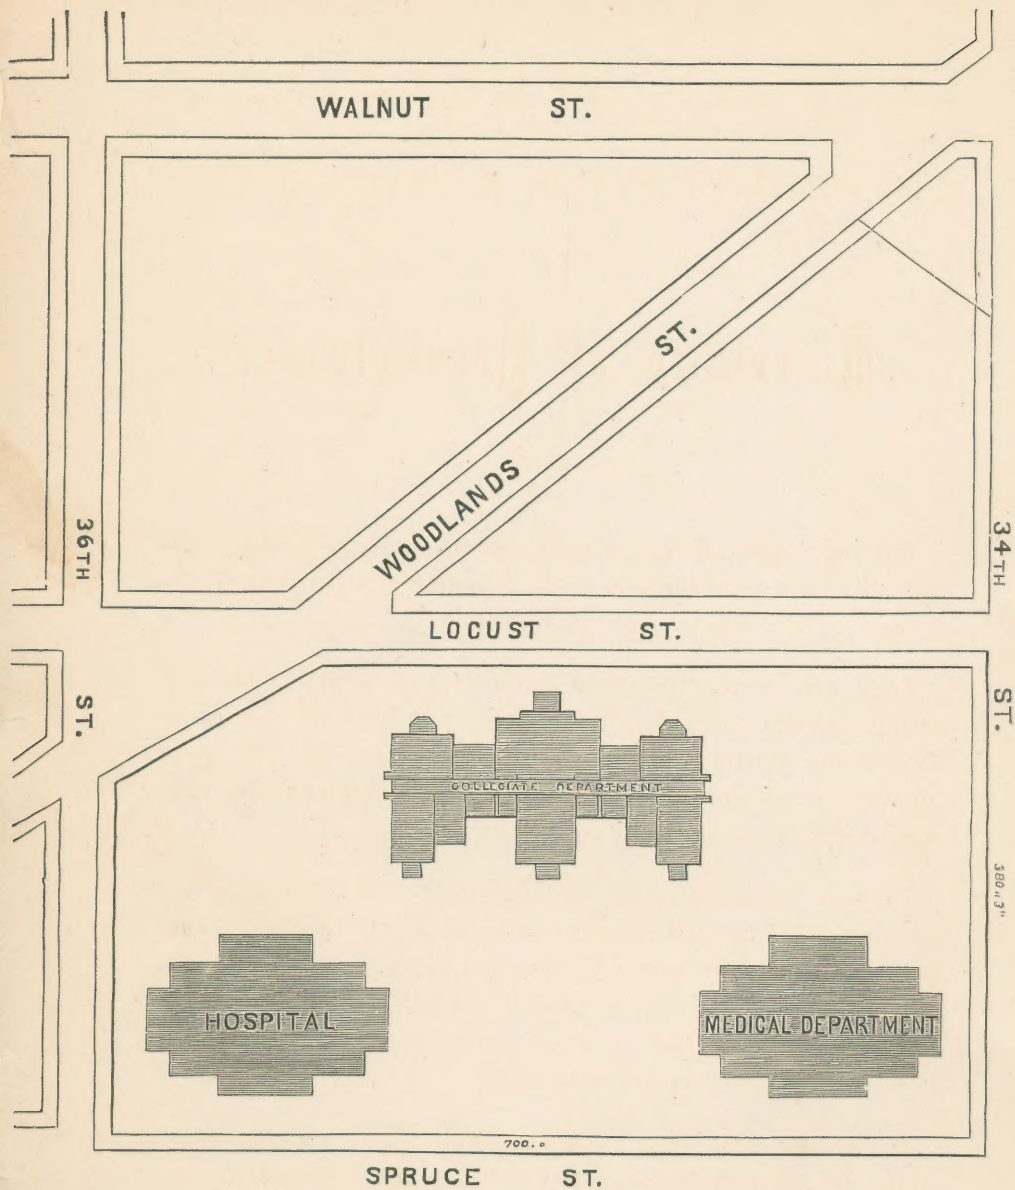 WALNUT ST.
WOODLANDS ST.
36TH ST.
34TH ST.
LOCUST ST.
COLLEGIATE DEPARTMENT
380 " 3"
HOSPITAL
MEDICAL DEPARTMENT
700.0
SPRUCE ST.